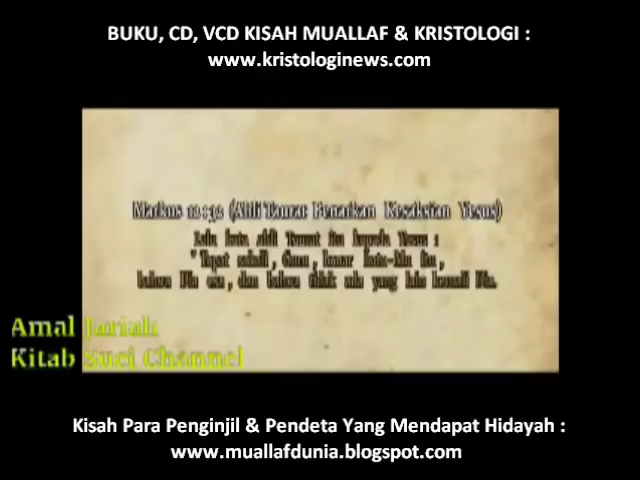 BUKU, CD, VCD KISAH MUALLAF & KRISTOLOGI :
www.kristologinews.com
Markus 12:32 (Ahli Taurat Benarkan Kesaksian Yesus)
Lalu kata ahli Taurat itu kepada Yesus :
"Tepat sekali, Guru, benar kata-Mu itu,
bahwa Dia esa, dan bahwa tidak ada yang lain kecuali Dia.
Amal Jariah
Kitab Suci Channel
Kisah Para Penginjil & Pendeta Yang Mendapat Hidayah :
www.muallafdunia.blogspot.com